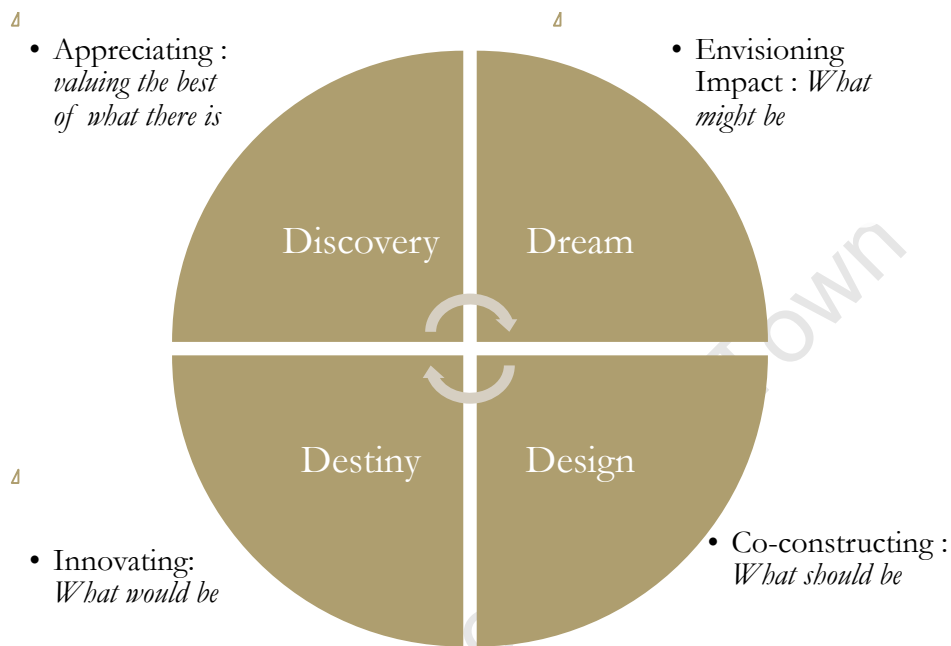 • Appreciating :
valuing the best
of what there is
• Envisioning
Impact : What
might be
Discovery
Dream
Town
Destiny
Design
• Innovating:
What would be
• Co-constructing :
What should be